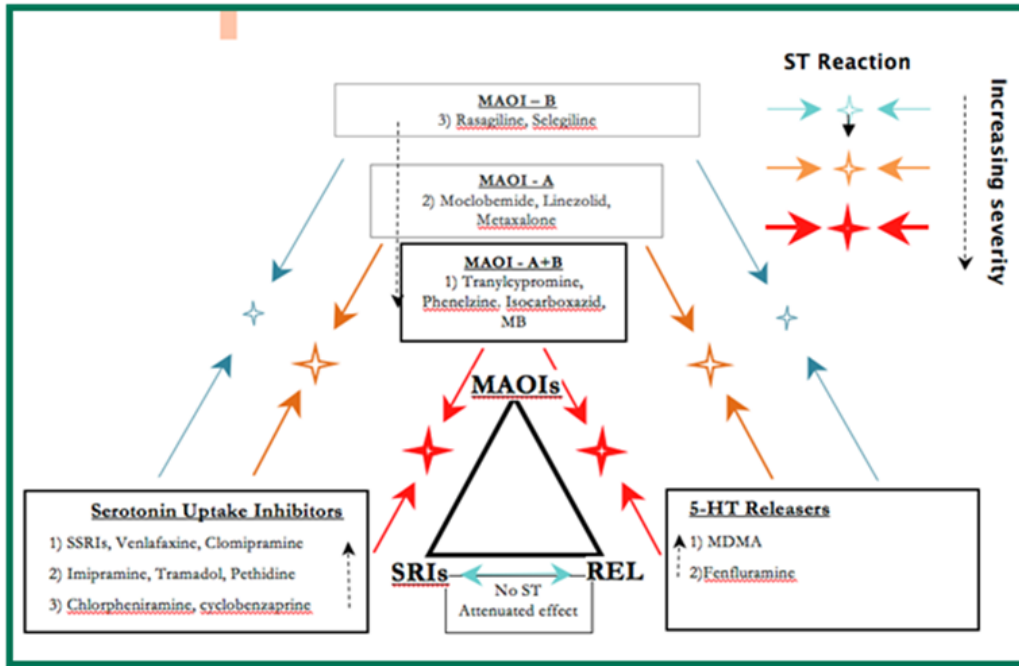 ST Reaction
Increasing severity
MAOI – B
3) Rasagiline, Selegiline
MAOI - A
2) Moclobemide, Linezolid,
Metaxalone
MAOI - A+B
1) Tranylcypromine,
Phenelzine. Isocarboxazid,
MB
MAOIs
SRIs
REL
No ST
Attenuated effect
Serotonin Uptake Inhibitors
1) SSRIs, Venlafaxine, Clomipramine
2) Imipramine, Tramadol, Pethidine
3) Chlorpheniramine, cyclobenzaprine
5-HT Releasers
1) MDMA
2)Fenfluramine